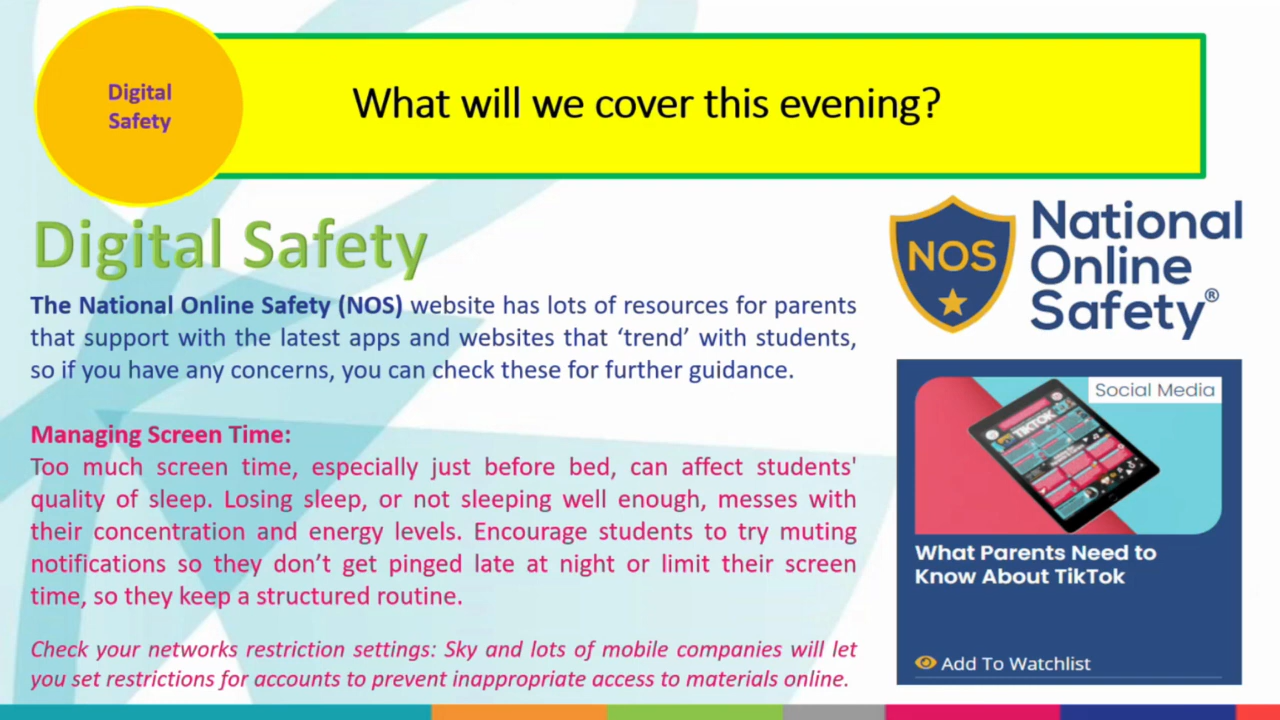 Digital
Safety
What will we cover this evening?
Digital Safety
The National Online Safety (NOS) website has lots of resources for parents
that support with the latest apps and websites that ‘trend’ with students,
so if you have any concerns, you can check these for further guidance.
Managing Screen Time:
Too much screen time, especially just before bed, can affect students'
quality of sleep. Losing sleep, or not sleeping well enough, messes with
their concentration and energy levels. Encourage students to try muting
notifications so they don’t get pinged late at night or limit their screen
time, so they keep a structured routine.
Check your networks restriction settings: Sky and lots of mobile companies will let
you set restrictions for accounts to prevent inappropriate access to materials online.
NOS
National
Online
Safety®
Social Media
TIKTOK
What Parents Need to
Know About TikTok
Add To Watchlist